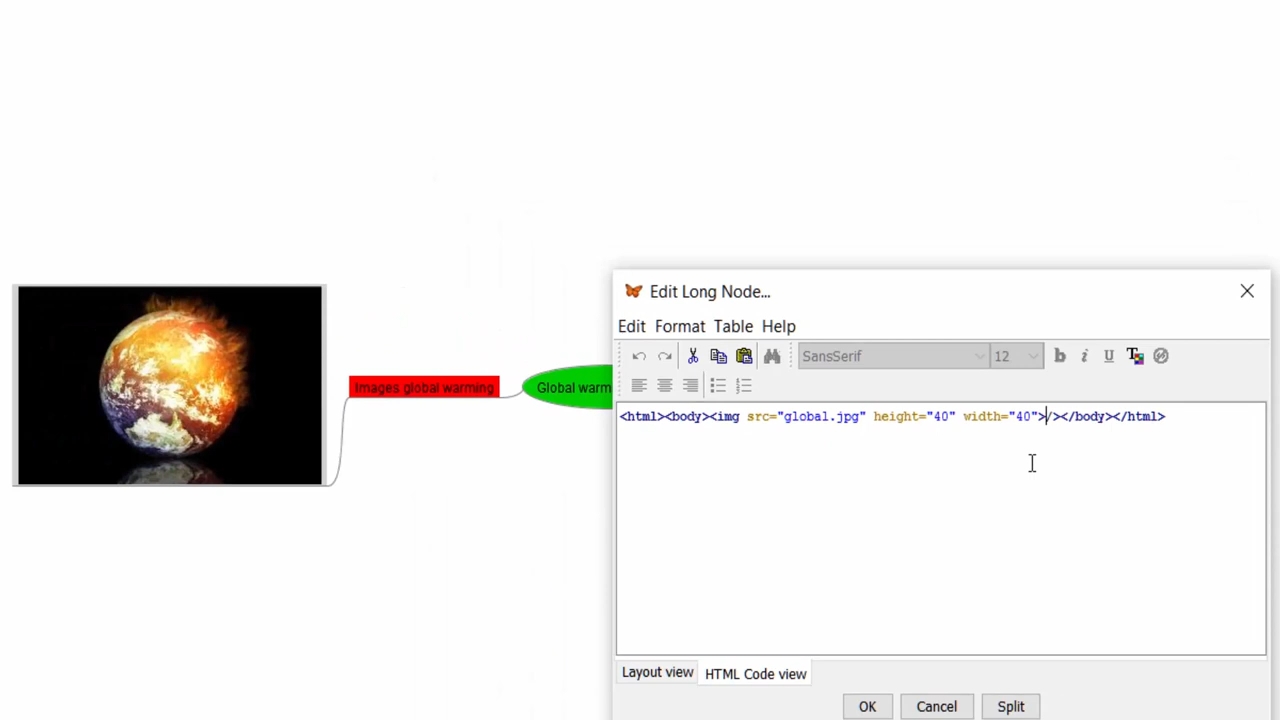 Edit Long Node...
Edit Format Table Help
SansSerif 12 b i U T
<html><body><img src="global.jpg" height="40" width="40">/></body></html>
Images global warming
Global warm
Layout view HTML Code view
OK Cancel Split